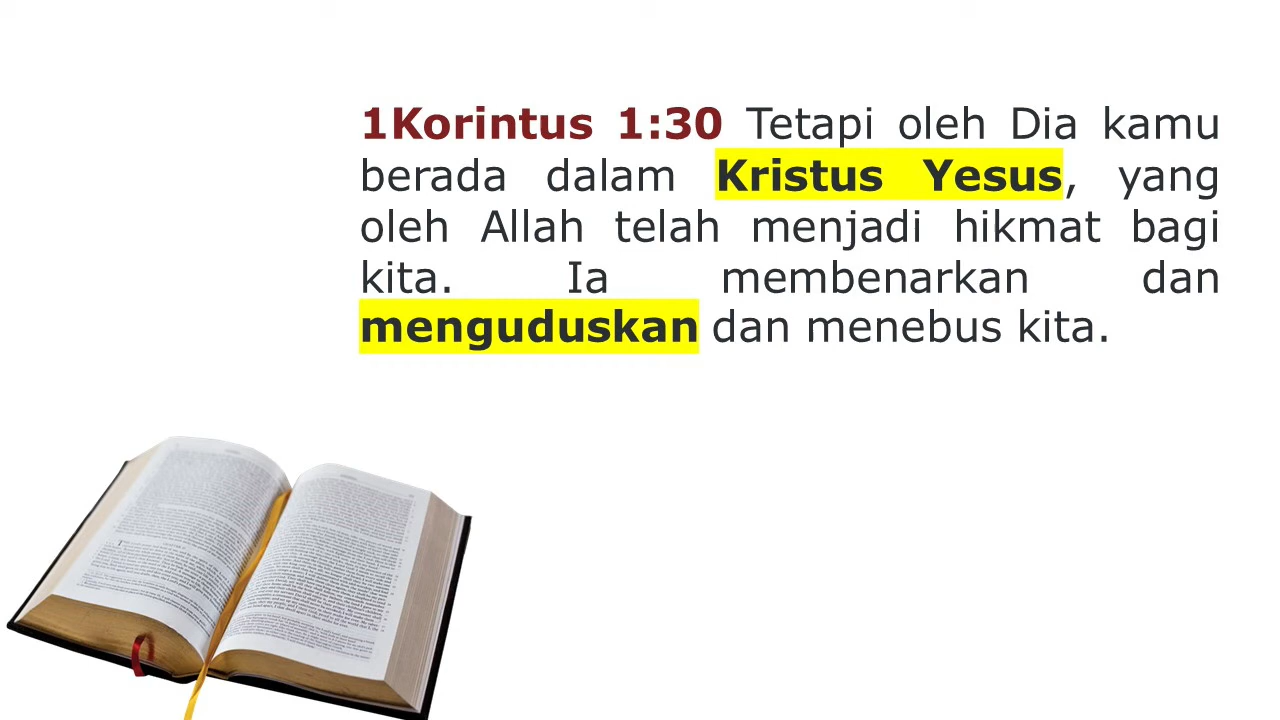 1Korintus 1:30 Tetapi oleh Dia kamu
berada dalam Kristus Yesus, yang
oleh Allah telah menjadi hikmat bagi
kita. Ia membenarkan dan
menguduskan dan menebus kita.